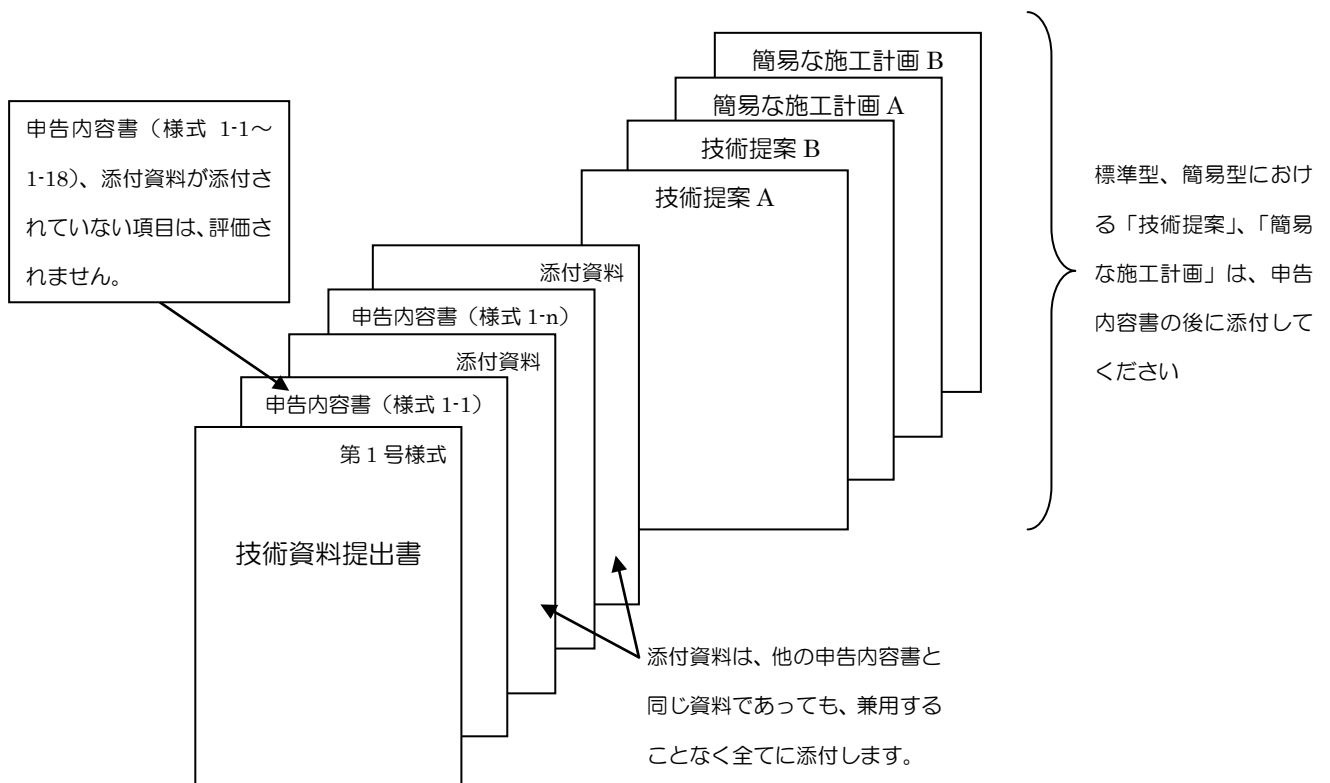 簡易な施工計画 B
簡易な施工計画 A
技術提案 B
技術提案 A
添付資料
申告内容書（様式 1-n）
添付資料
申告内容書（様式 1-1）
第 1 号様式
技術資料提出書
申告内容書（様式 1-1～
1-18）、添付資料が添付さ
れていない項目は、評価さ
れません。
標準型、簡易型におけ
る「技術提案」、「簡易
な施工計画」は、申告
内容書の後に添付して
ください
添付資料は、他の申告内容書と
同じ資料であっても、兼用する
ことなく全てに添付します。